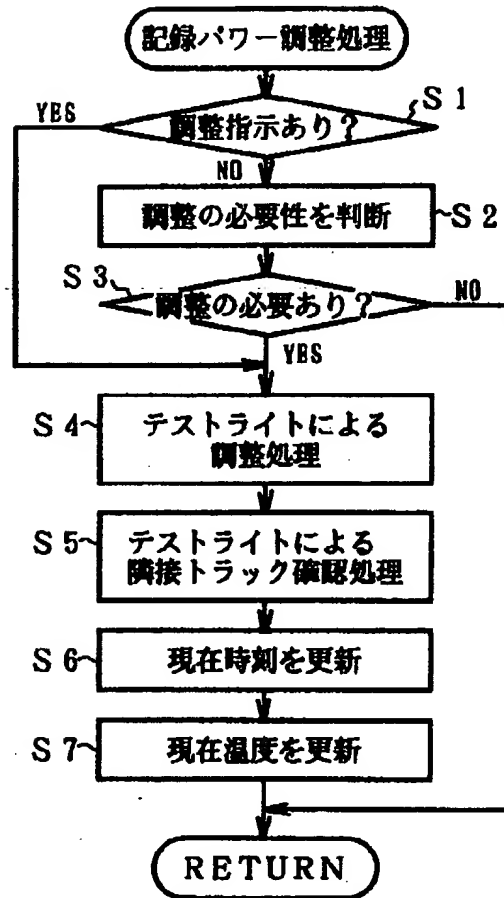 記録パワー調整処理
S1
YES
調整指示あり？
NO
調整の必要性を判断
S2
S3
調整の必要あり？
NO
YES
S4
テストライトによる
調整処理
S5
テストライトによる
隣接トラック確認処理
S6
現在時刻を更新
S7
現在温度を更新
RETURN